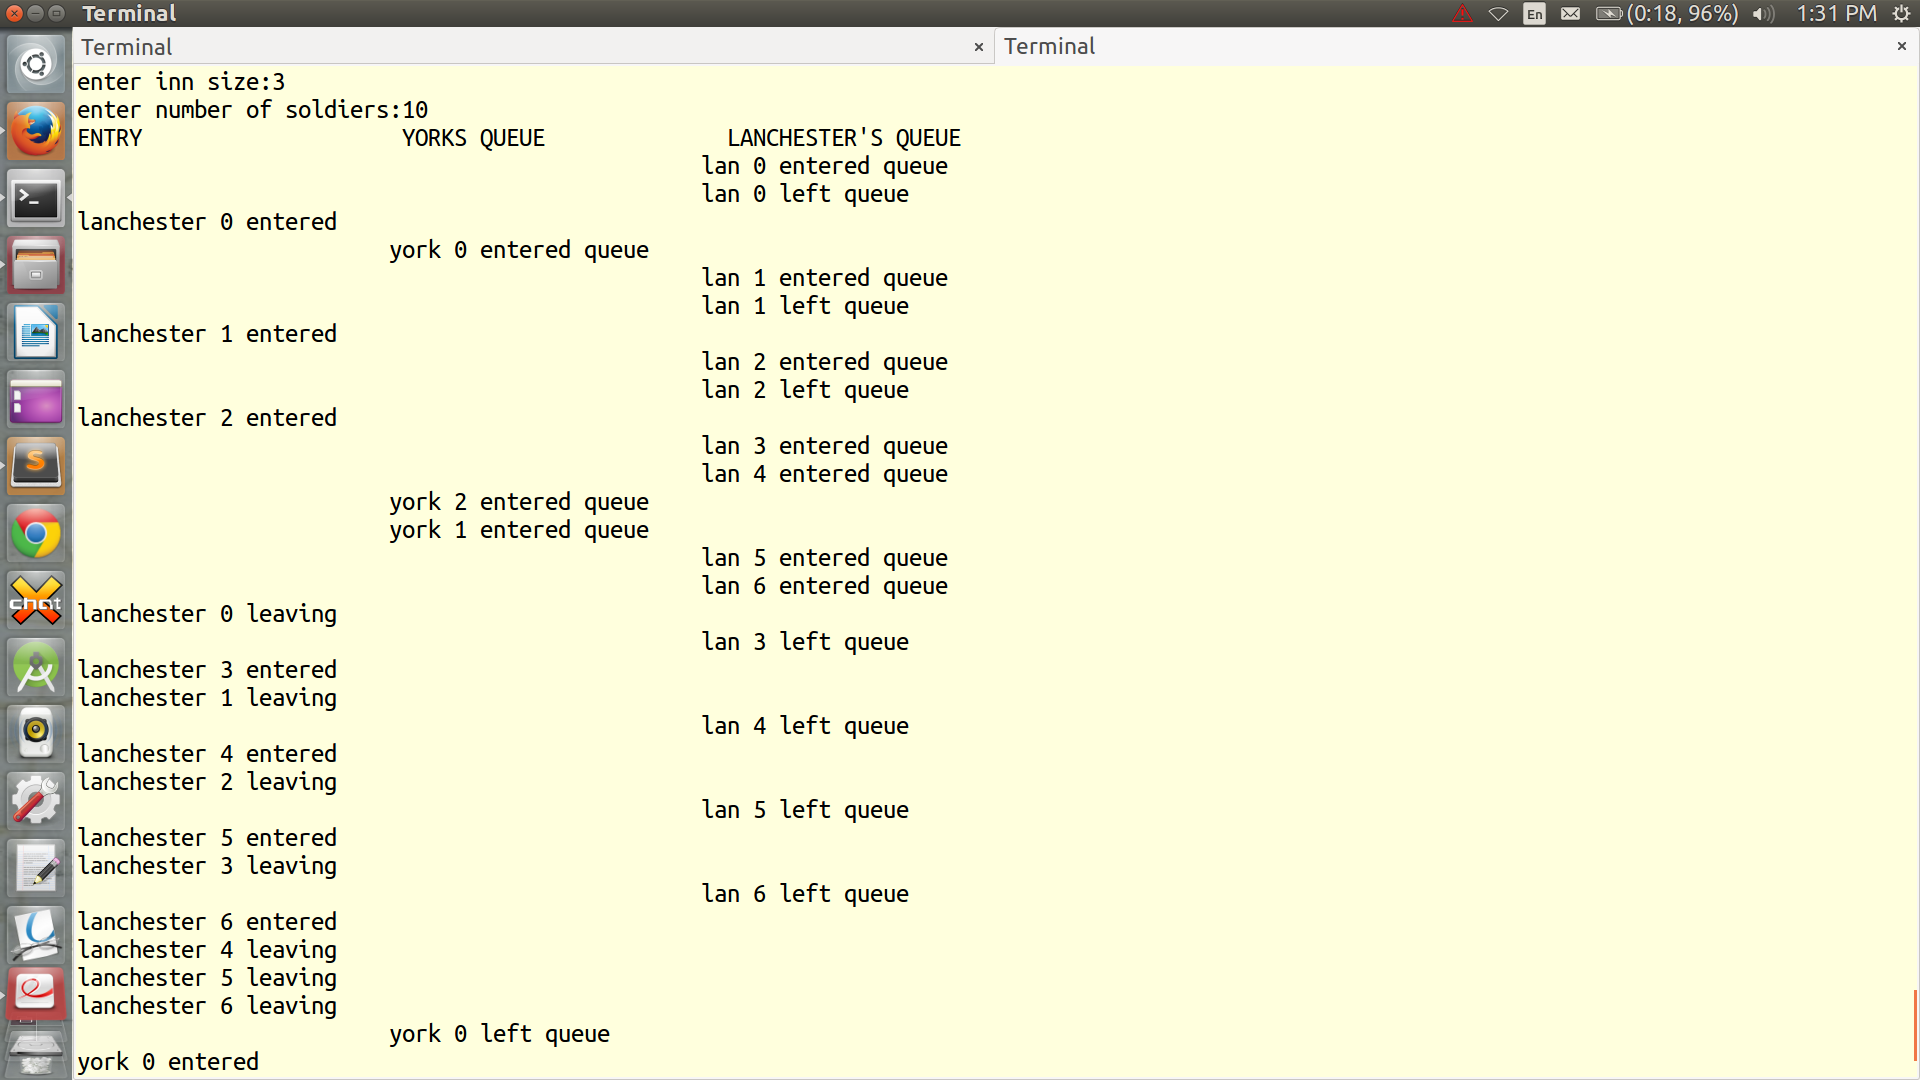 Terminal
En
(0:18, 96%)
1:31 PM
Terminal ×
Terminal ×
enter inn size:3
enter number of soldiers:10
ENTRY YORKS QUEUE LANCHESTER'S QUEUE
lan 0 entered queue
lan 0 left queue
lanchester 0 entered
york 0 entered queue
lan 1 entered queue
lan 1 left queue
lanchester 1 entered
lan 2 entered queue
lan 2 left queue
lanchester 2 entered
lan 3 entered queue
lan 4 entered queue
york 2 entered queue
york 1 entered queue
lan 5 entered queue
lan 6 entered queue
lanchester 0 leaving
lan 3 left queue
lanchester 3 entered
lanchester 1 leaving
lan 4 left queue
lanchester 4 entered
lanchester 2 leaving
lan 5 left queue
lanchester 5 entered
lanchester 3 leaving
lan 6 left queue
lanchester 6 entered
lanchester 4 leaving
lanchester 5 leaving
lanchester 6 leaving
york 0 left queue
york 0 entered
>_
S
chat